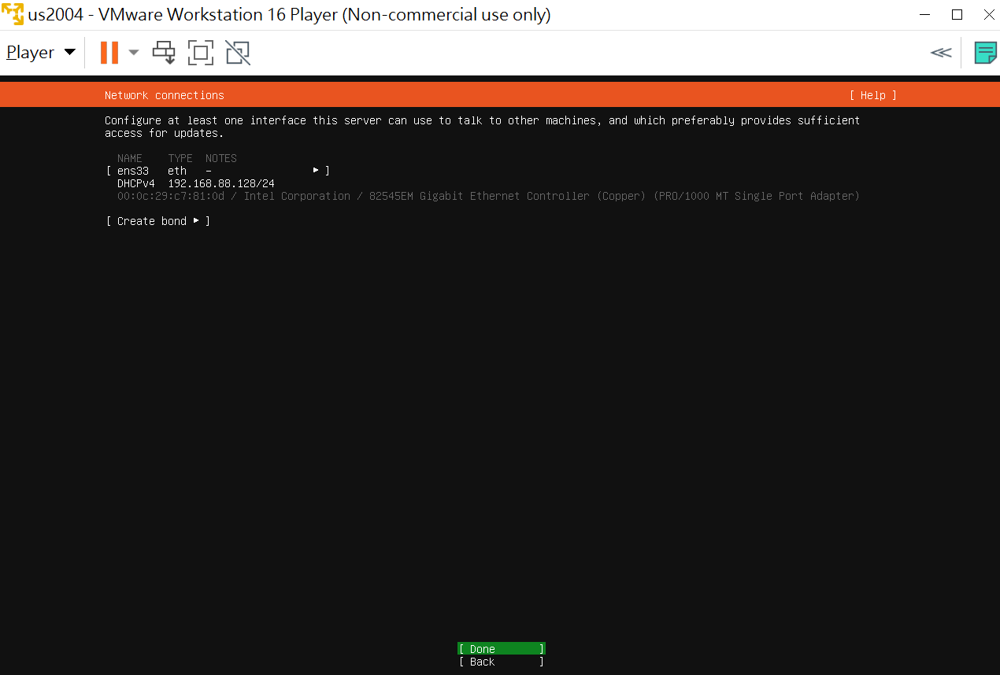 us2004 - VMware Workstation 16 Player (Non-commercial use only)
Player
Network connections [ Help ]
Configure at least one interface this server can use to talk to other machines, and which preferably provides sufficient
access for updates.
NAME TYPE NOTES
[ ens33 eth - ▸ ]
DHCPv4 192.168.88.128/24
00:0c:29:c7:81:0d / Intel Corporation / 82545EM Gigabit Ethernet Controller (Copper) (PRO/1000 MT Single Port Adapter)
[ Create bond ▸ ]
[ Done ]
[ Back ]